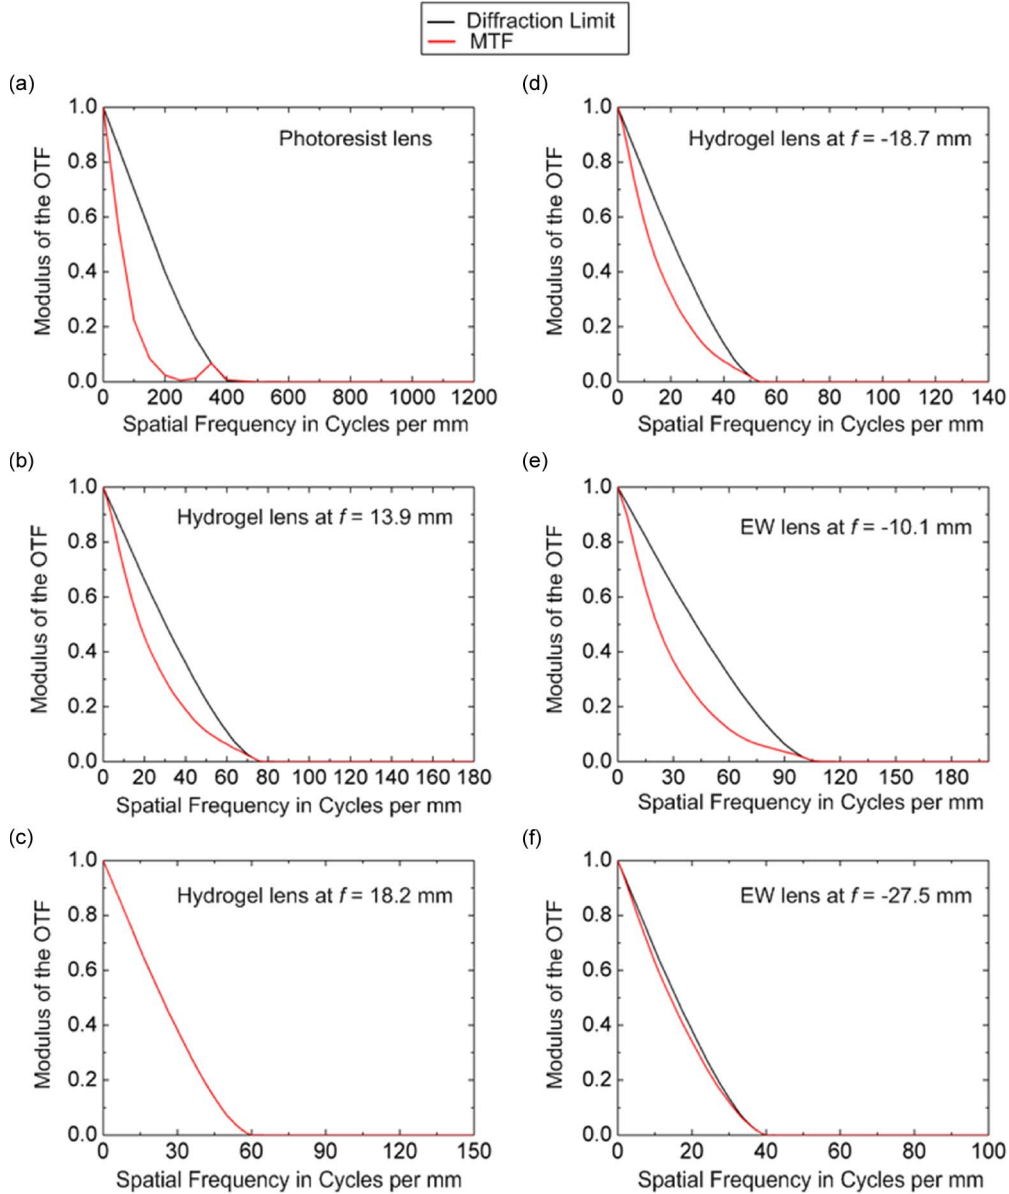 Diffraction Limit
MTF
(a)
1.0
0.8
0.6
0.4
0.2
0.0
Modulus of the OTF
Photoresist lens
0 200 400 600 800 1000 1200
Spatial Frequency in Cycles per mm
(b)
1.0
0.8
0.6
0.4
0.2
0.0
Modulus of the OTF
Hydrogel lens at f = 13.9 mm
0 20 40 60 80 100 120 140 160 180
Spatial Frequency in Cycles per mm
(c)
1.0
0.8
0.6
0.4
0.2
0.0
Modulus of the OTF
Hydrogel lens at f = 18.2 mm
0 30 60 90 120 150
Spatial Frequency in Cycles per mm
(d)
1.0
0.8
0.6
0.4
0.2
0.0
Modulus of the OTF
Hydrogel lens at f = -18.7 mm
0 20 40 60 80 100 120 140
Spatial Frequency in Cycles per mm
(e)
1.0
0.8
0.6
0.4
0.2
0.0
Modulus of the OTF
EW lens at f = -10.1 mm
0 30 60 90 120 150 180
Spatial Frequency in Cycles per mm
(f)
1.0
0.8
0.6
0.4
0.2
0.0
Modulus of the OTF
EW lens at f = -27.5 mm
0 20 40 60 80 100
Spatial Frequency in Cycles per mm